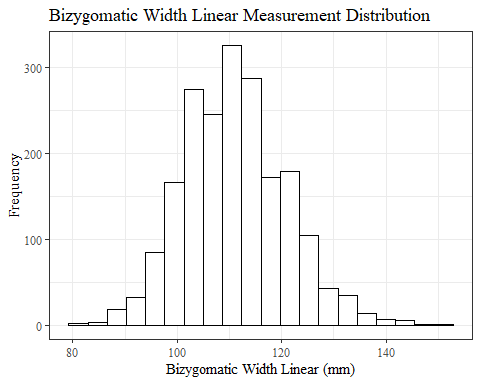 Bizygomatic Width Linear Measurement Distribution
Frequency
300
200
100
0
80 100 120 140
Bizygomatic Width Linear (mm)